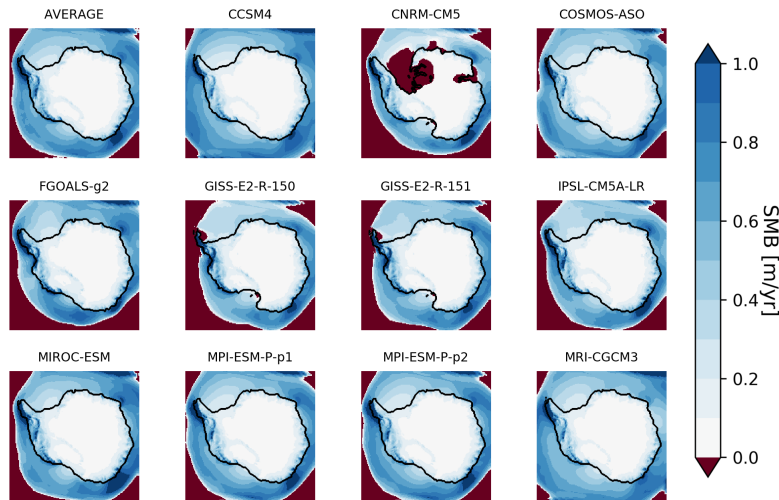 AVERAGE
CCSM4
CNRM-CM5
COSMOS-ASO
FGOALS-g2
GISS-E2-R-150
GISS-E2-R-151
IPSL-CM5A-LR
MIROC-ESM
MPI-ESM-P-p1
MPI-ESM-P-p2
MRI-CGCM3
1.0
0.8
0.6
0.4
0.2
0.0
SMB [m/yr]